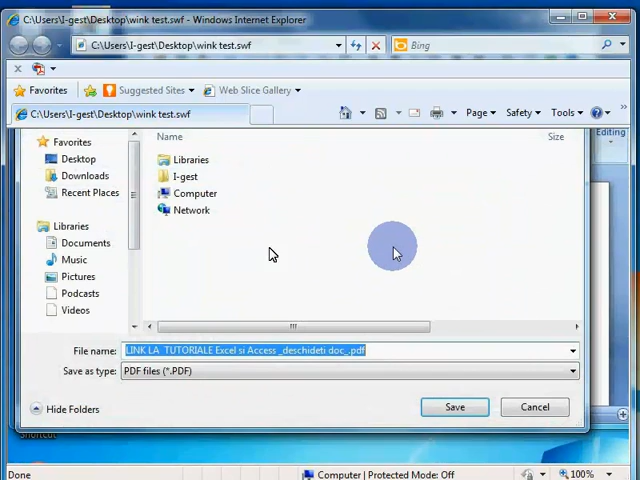 C:\Users\I-gest\Desktop\wink test.swf - Windows Internet Explorer
C:\Users\I-gest\Desktop\wink test.swf
Bing
Favorites
Suggested Sites
Web Slice Gallery
C:\Users\I-gest\Desktop\wink test.swf
Page
Safety
Tools
Editing
Favorites
Desktop
Downloads
Recent Places
Libraries
Documents
Music
Pictures
Podcasts
Videos
Name
Size
Libraries
I-gest
Computer
Network
File name:
LINK LA TUTORIALE Excel si Access _deschideti doc_.pdf
Save as type:
PDF files (*.PDF)
Hide Folders
Save
Cancel
Shortcut
Done
Computer | Protected Mode: Off
100%